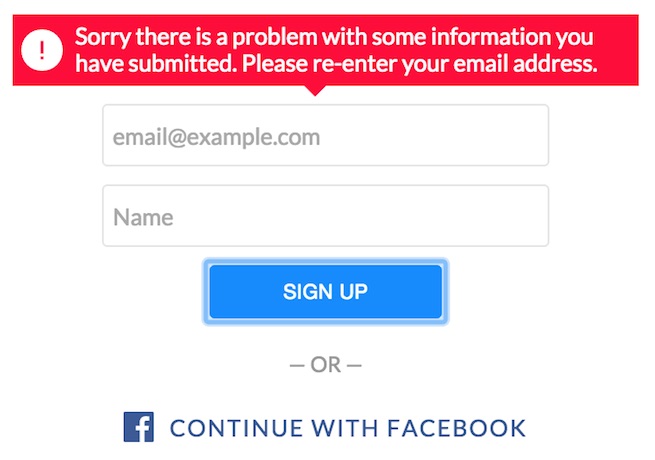 Sorry there is a problem with some information you
have submitted. Please re-enter your email address.
email@example.com
Name
SIGN UP
— OR —
CONTINUE WITH FACEBOOK